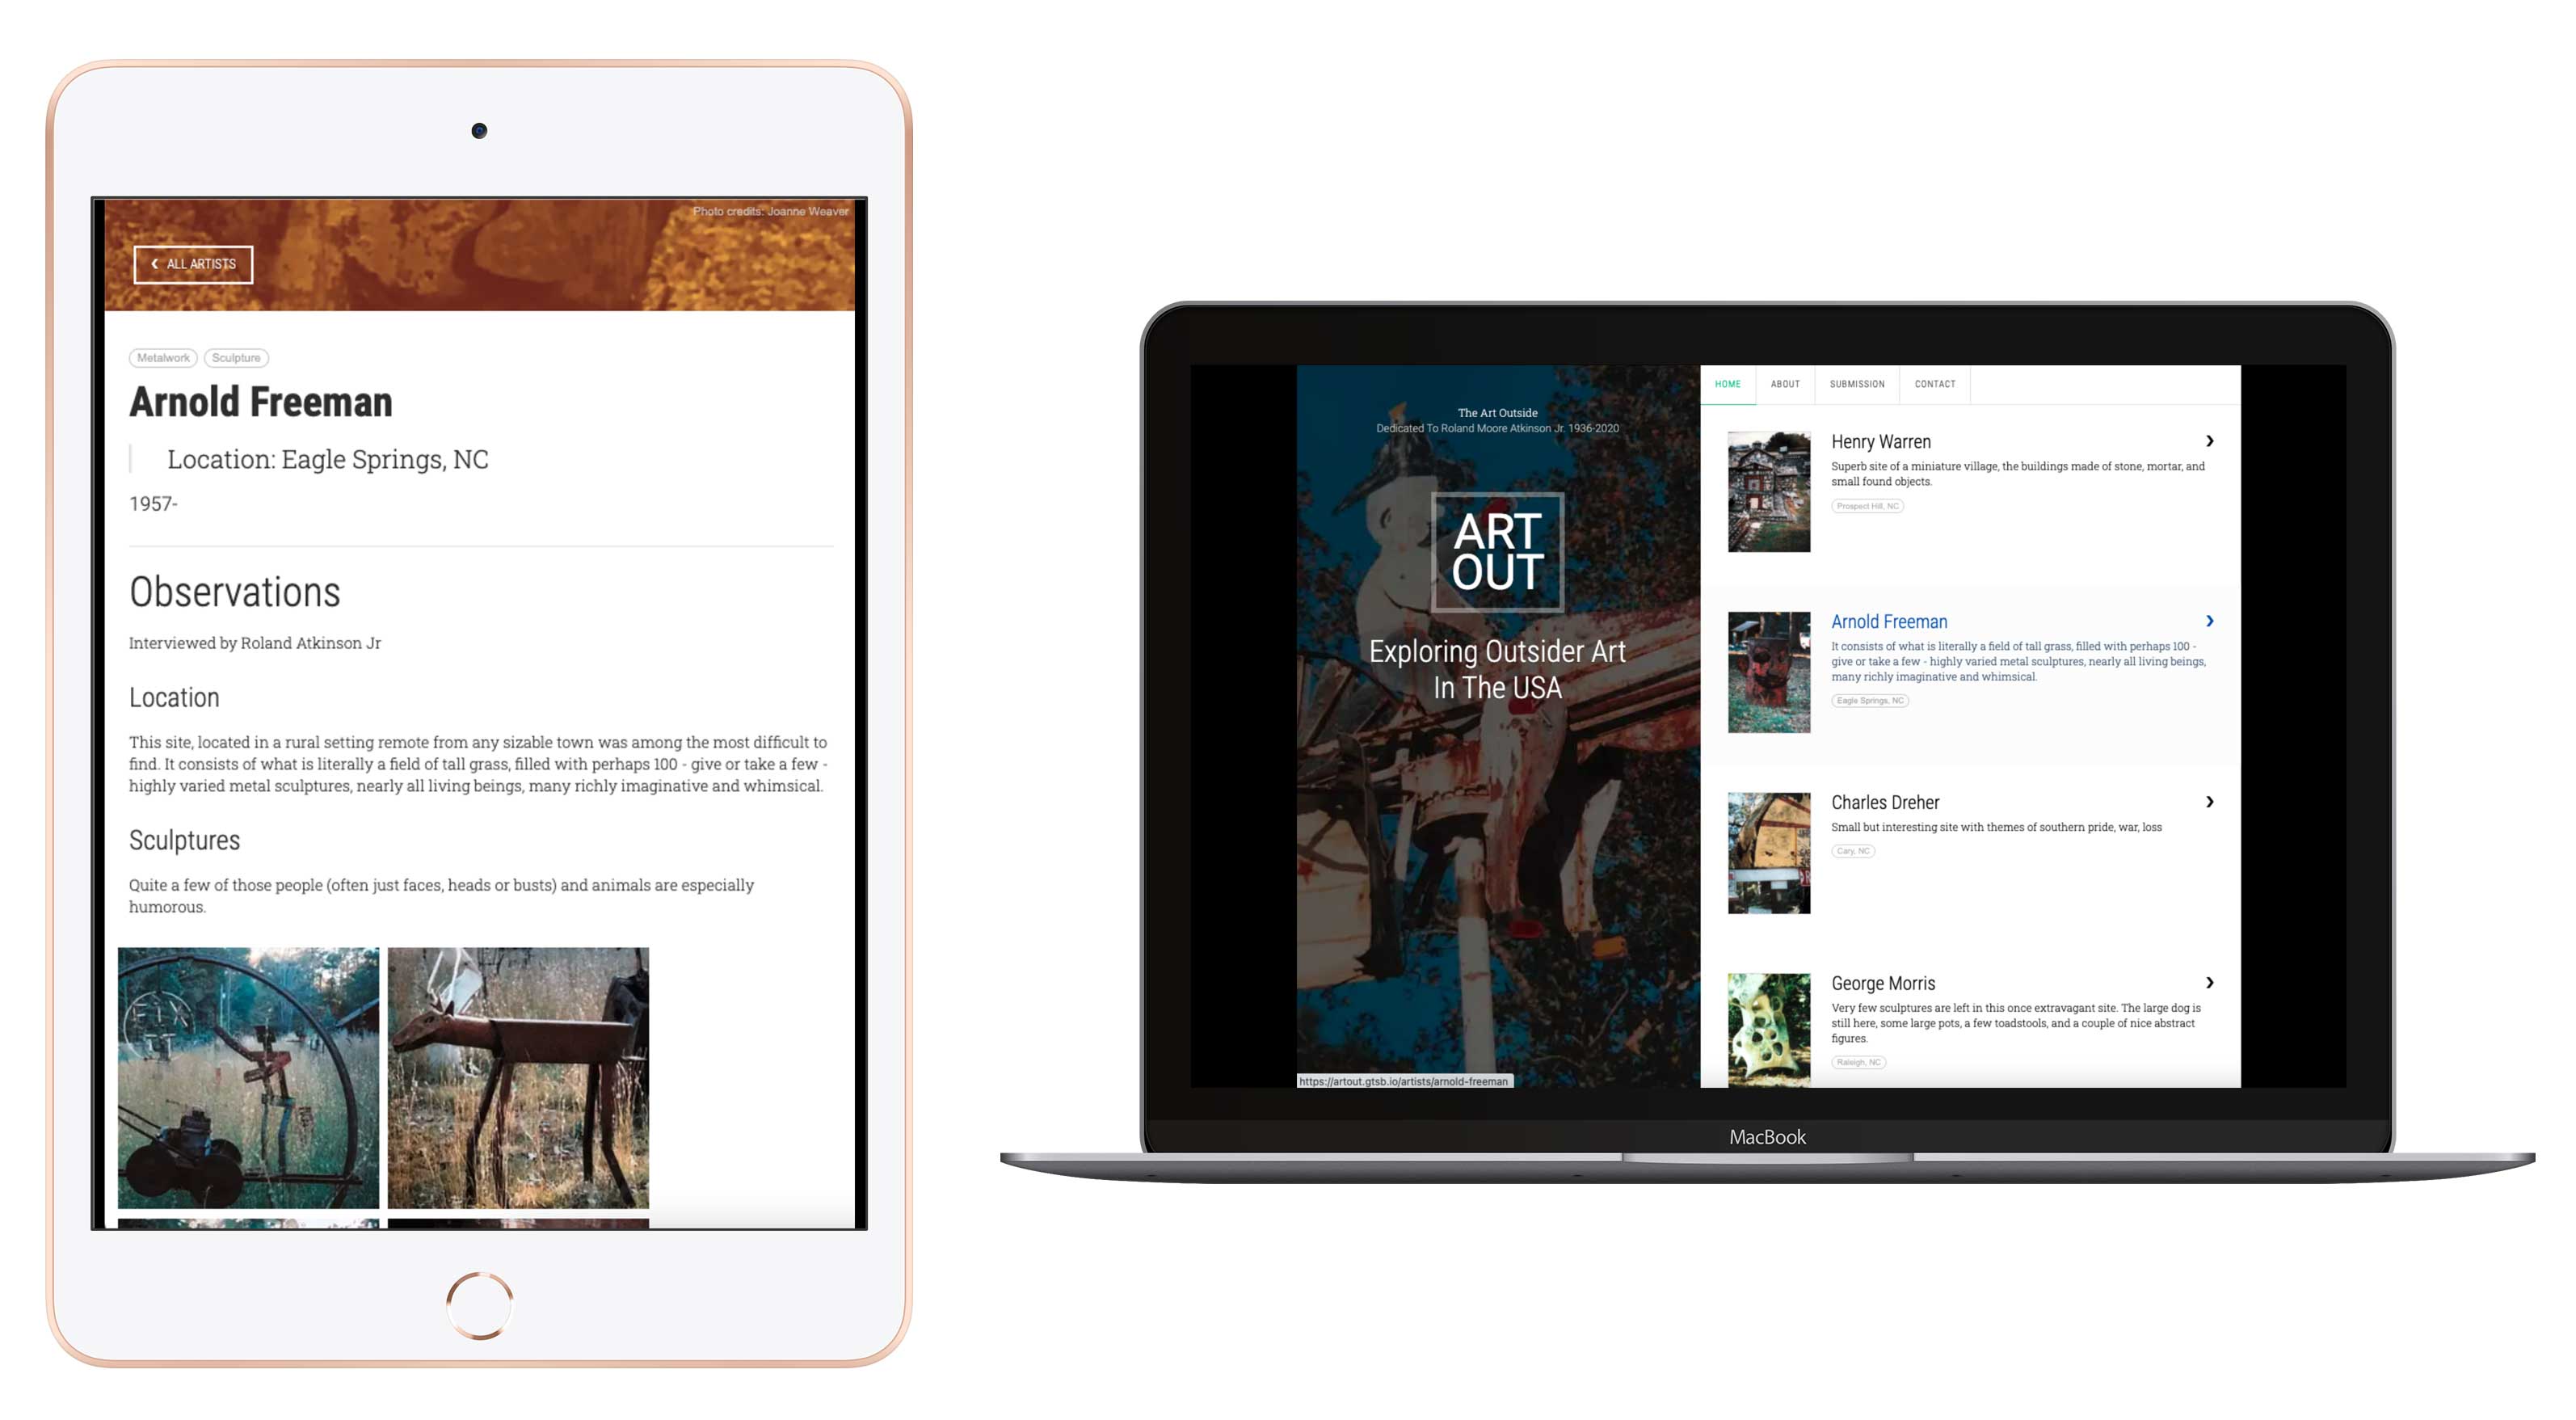 Photo credits: Joanne Weaver
ALL ARTISTS
Metalwork
Sculpture
Arnold Freeman
Location: Eagle Springs, NC
1957-
Observations
Interviewed by Roland Atkinson Jr
Location
This site, located in a rural setting remote from any sizable town was among the most difficult to
find. It consists of what is literally a field of tall grass, filled with perhaps 100 - give or take a few -
highly varied metal sculptures, nearly all living beings, many richly imaginative and whimsical.
Sculptures
Quite a few of those people (often just faces, heads or busts) and animals are especially
humorous.
The Art Outside
Dedicated To Roland Moore Atkinson Jr. 1936-2020
ART
OUT
Exploring Outsider Art
In The USA
https://artout.gtsb.io/artists/arnold-freeman
HOME
ABOUT
SUBMISSION
CONTACT
Henry Warren
Superb site of a miniature village, the buildings made of stone, mortar, and
small found objects.
Prospect Hill, NC
Arnold Freeman
It consists of what is literally a field of tall grass, filled with perhaps 100 -
give or take a few - highly varied metal sculptures, nearly all living beings,
many richly imaginative and whimsical.
Eagle Springs, NC
Charles Dreher
Small but interesting site with themes of southern pride, war, loss
Cary, NC
George Morris
Very few sculptures are left in this once extravagant site. The large dog is
still here, some large pots, a few toadstools, and a couple of nice abstract
figures.
Raleigh, NC
MacBook